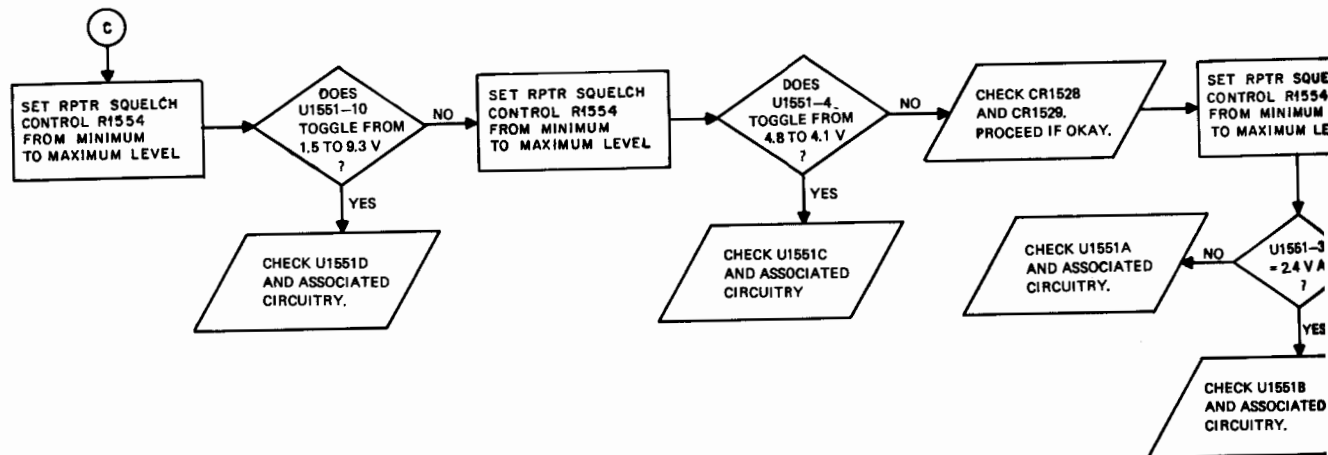 C
SET RPTR SQUELCH
CONTROL R1554
FROM MINIMUM
TO MAXIMUM LEVEL
DOES
U1551-10
TOGGLE FROM
1.5 TO 9.3 V
?
NO
YES
CHECK U1551D
AND ASSOCIATED
CIRCUITRY.
SET RPTR SQUELCH
CONTROL R1554
FROM MINIMUM
TO MAXIMUM LEVEL
DOES
U1551-4
TOGGLE FROM
4.8 TO 4.1 V
?
NO
YES
CHECK U1551C
AND ASSOCIATED
CIRCUITRY
CHECK CR1528
AND CR1529.
PROCEED IF OKAY.
SET RPTR SQUE
CONTROL R1554
FROM MINIMUM
TO MAXIMUM LE
U1551-3
= 2.4 V A
?
NO
YES
CHECK U1551A
AND ASSOCIATED
CIRCUITRY.
CHECK U1551B
AND ASSOCIATED
CIRCUITRY.